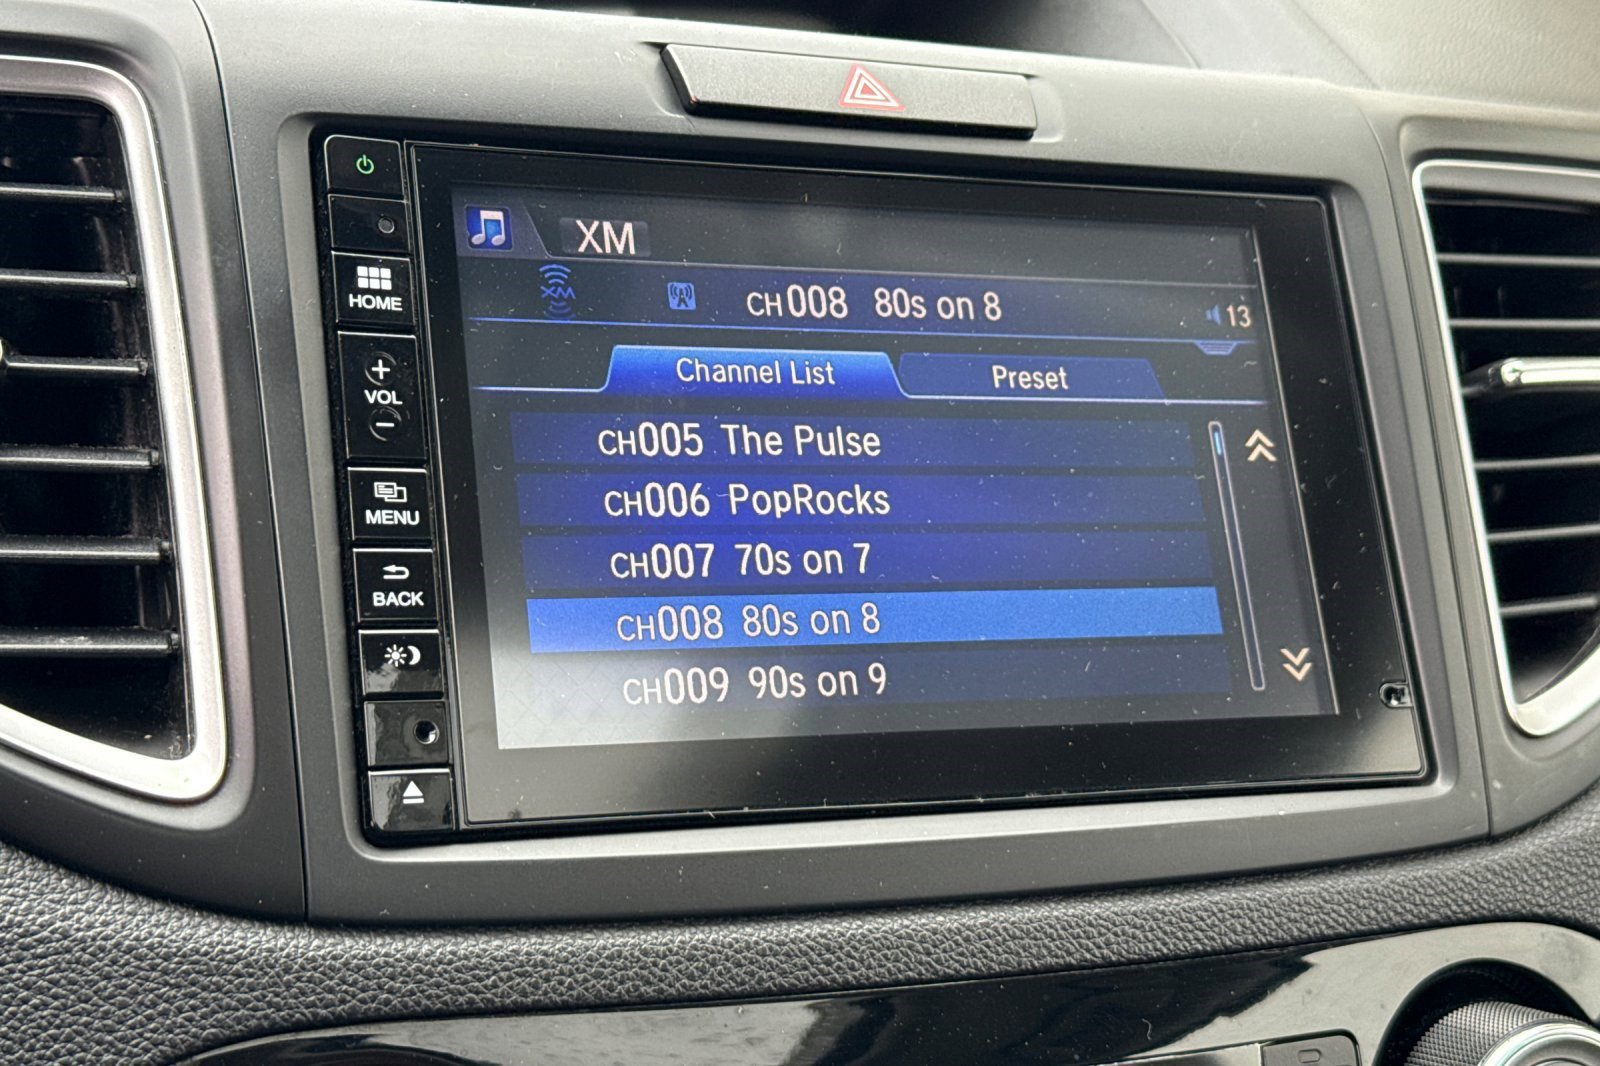 XM
XM
CH008 80s on 8
13
Channel List
Preset
CH005 The Pulse
CH006 PopRocks
CH007 70s on 7
CH008 80s on 8
CH009 90s on 9
HOME
+
VOL
−
MENU
BACK